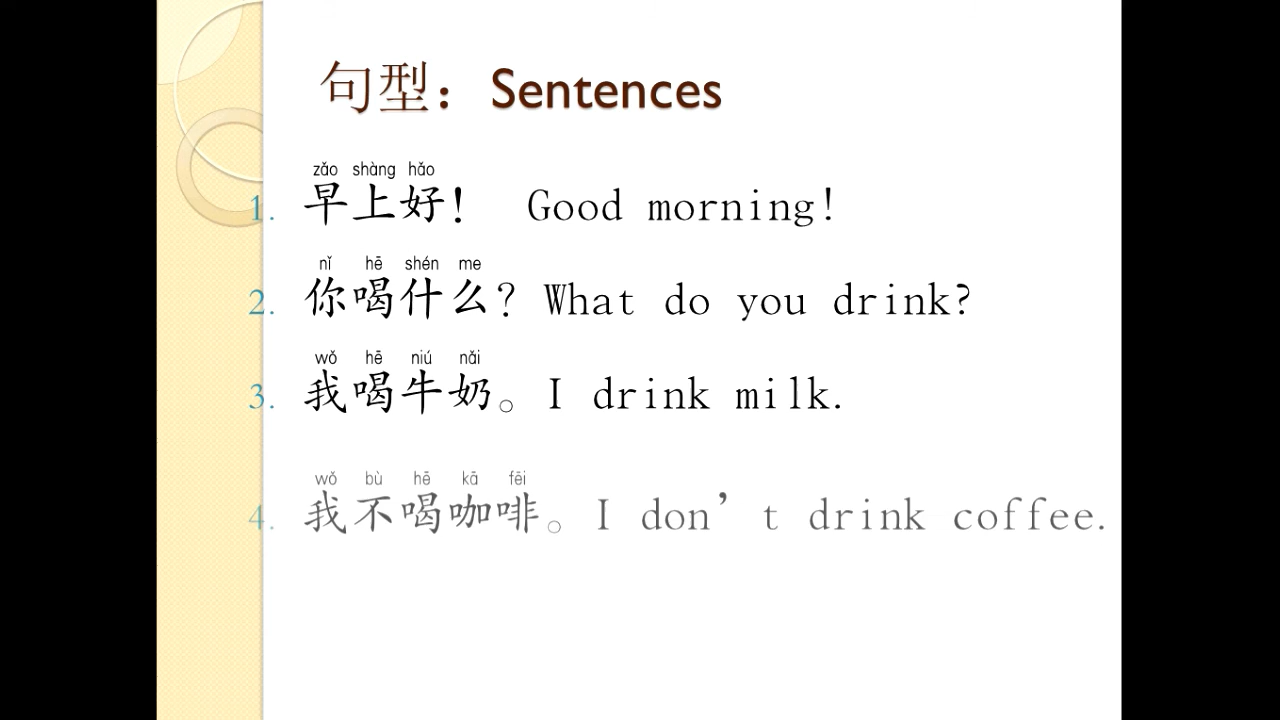 句型：Sentences
zǎo shàng hǎo
1. 早上好！ Good morning!
nǐ hē shén me
2. 你喝什么？What do you drink?
wǒ hē niú nǎi
3. 我喝牛奶。I drink milk.
wǒ bù hē kā fēi
4. 我不喝咖啡。I don’t drink coffee.